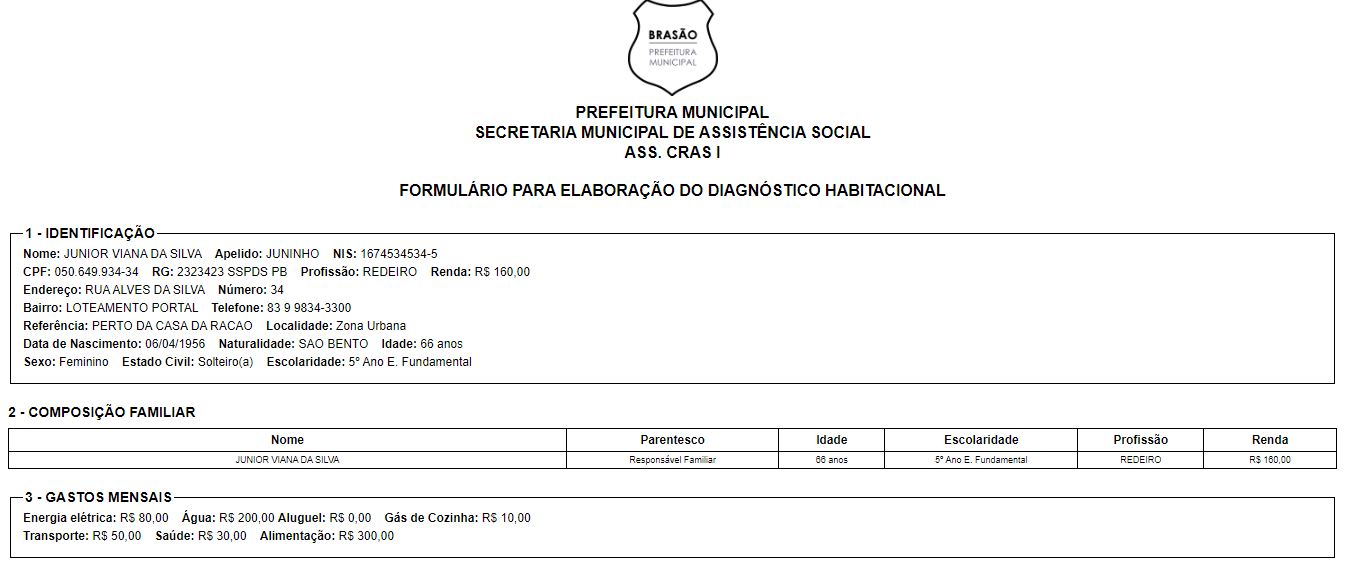 BRASÃO
PREFEITURA
MUNICIPAL
PREFEITURA MUNICIPAL
SECRETARIA MUNICIPAL DE ASSISTÊNCIA SOCIAL
ASS. CRAS I
FORMULÁRIO PARA ELABORAÇÃO DO DIAGNÓSTICO HABITACIONAL
1 - IDENTIFICAÇÃO
Nome: JUNIOR VIANA DA SILVA Apelido: JUNINHO NIS: 1674534534-5
CPF: 050.649.934-34 RG: 2323423 SSPDS PB Profissão: REDEIRO Renda: R$ 160,00
Endereço: RUA ALVES DA SILVA Número: 34
Bairro: LOTEAMENTO PORTAL Telefone: 83 9 9834-3300
Referência: PERTO DA CASA DA RACAO Localidade: Zona Urbana
Data de Nascimento: 06/04/1956 Naturalidade: SAO BENTO Idade: 66 anos
Sexo: Feminino Estado Civil: Solteiro(a) Escolaridade: 5º Ano E. Fundamental
2 - COMPOSIÇÃO FAMILIAR
Nome Parentesco Idade Escolaridade Profissão Renda
JUNIOR VIANA DA SILVA Responsável Familiar 66 anos 5º Ano E. Fundamental REDEIRO R$ 160,00
3 - GASTOS MENSAIS
Energia elétrica: R$ 80,00 Água: R$ 200,00 Aluguel: R$ 0,00 Gás de Cozinha: R$ 10,00
Transporte: R$ 50,00 Saúde: R$ 30,00 Alimentação: R$ 300,00